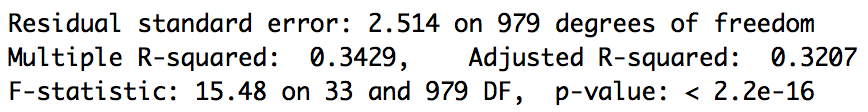 Residual standard error: 2.514 on 979 degrees of freedom
Multiple R-squared:  0.3429,    Adjusted R-squared:  0.3207
F-statistic: 15.48 on 33 and 979 DF,  p-value: < 2.2e-16